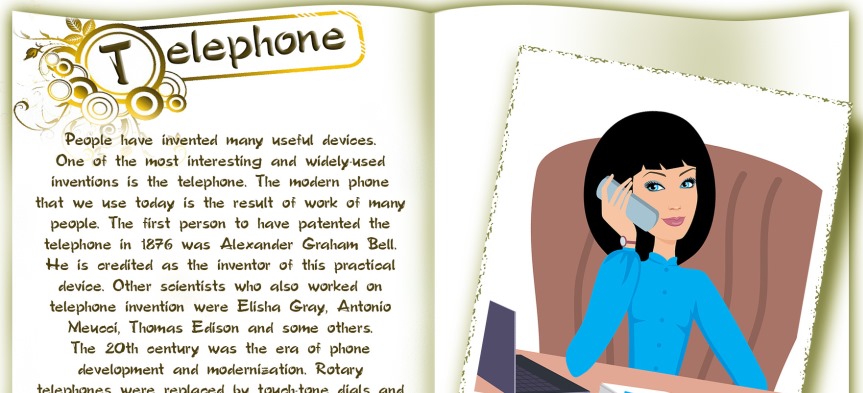 Telephone
People have invented many useful devices.
One of the most interesting and widely-used
inventions is the telephone. The modern phone
that we use today is the result of work of many
people. The first person to have patented the
telephone in 1876 was Alexander Graham Bell.
He is credited as the inventor of this practical
device. Other scientists who also worked on
telephone invention were Elisha Gray, Antonio
Meucci, Thomas Edison and some others.
The 20th century was the era of phone
development and modernization. Rotary
telephones were replaced by touch-tone dials and